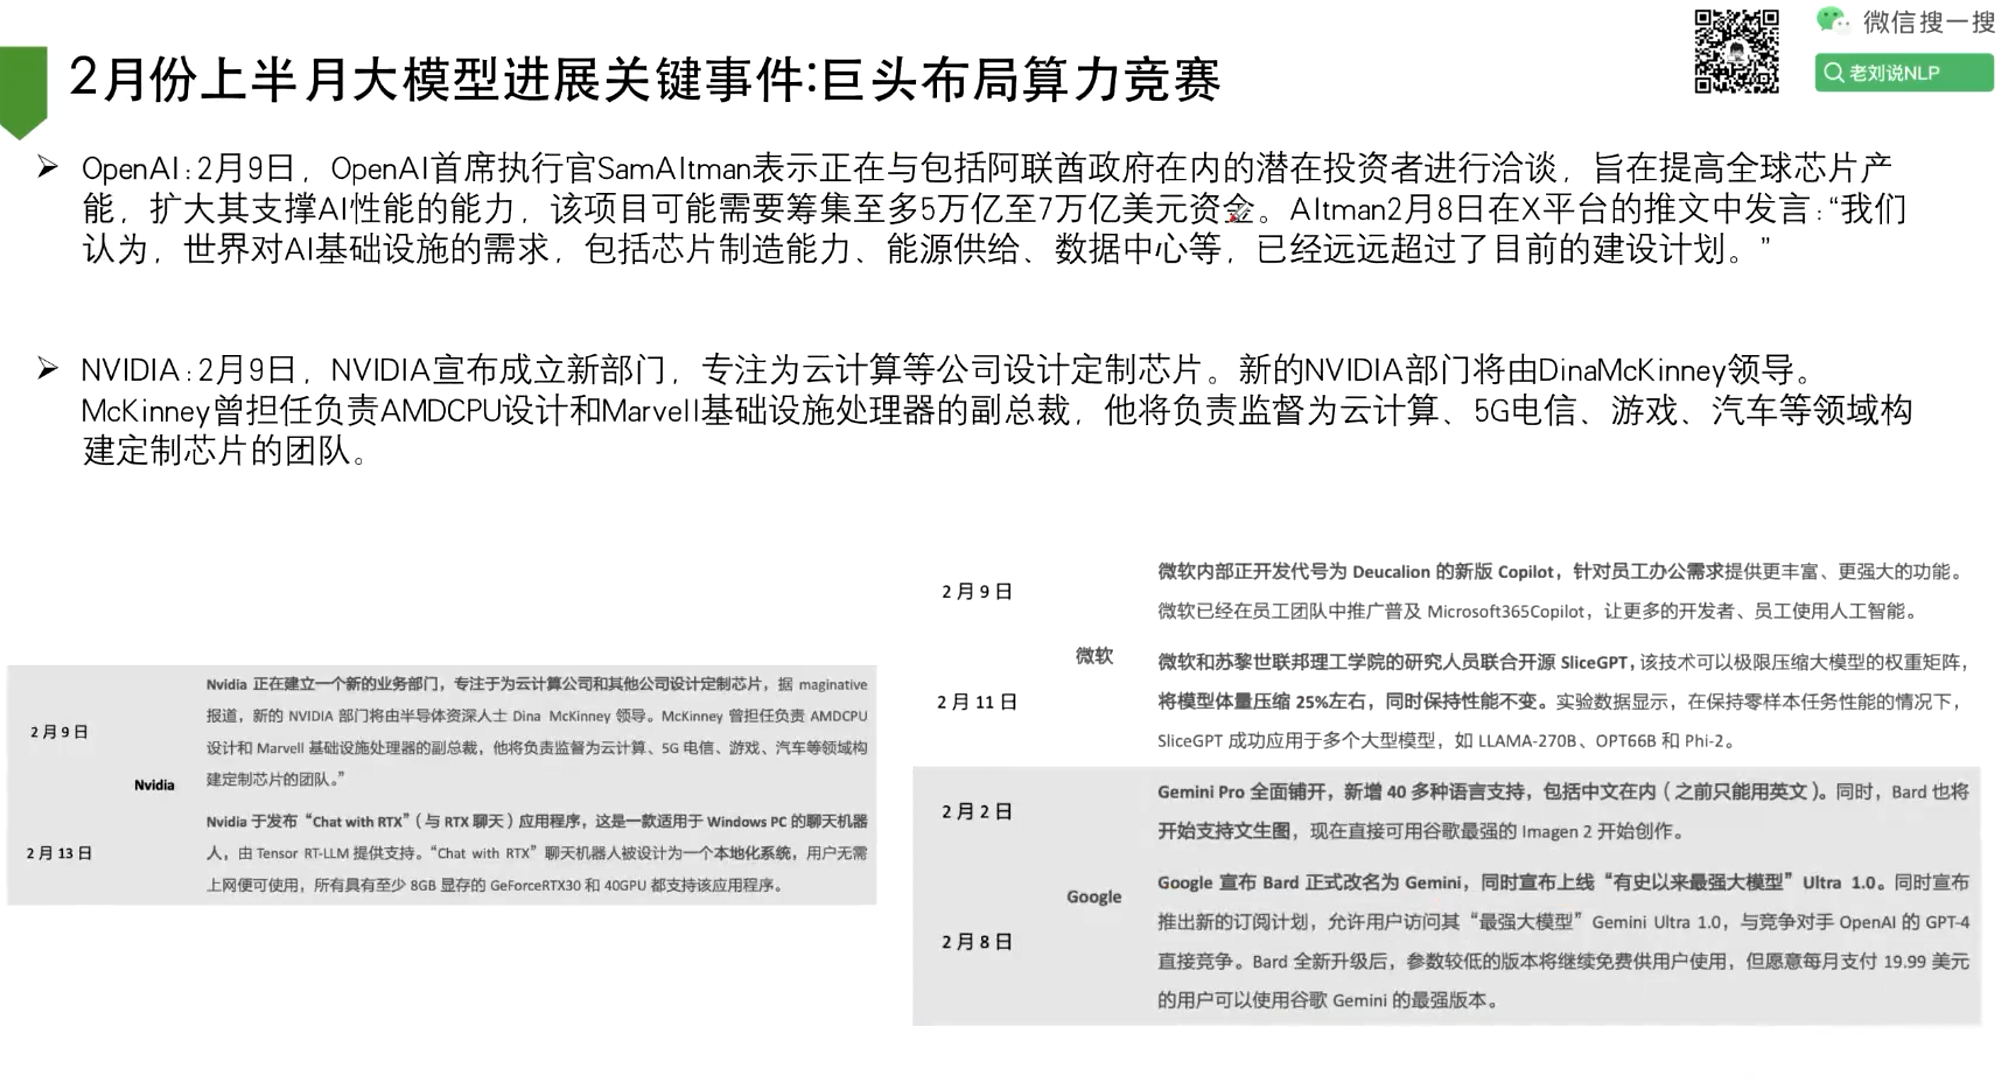 微信搜一搜
老刘说NLP
2月份上半月大模型进展关键事件:巨头布局算力竞赛
OpenAI:2月9日，OpenAI首席执行官SamAltman表示正在与包括阿联酋政府在内的潜在投资者进行洽谈，旨在提高全球芯片产
能，扩大其支撑AI性能的能力，该项目可能需要筹集至多5万亿至7万亿美元资金。Altman2月8日在X平台的推文中发言:“我们
认为，世界对AI基础设施的需求，包括芯片制造能力、能源供给、数据中心等，已经远远超过了目前的建设计划。”
NVIDIA:2月9日，NVIDIA宣布成立新部门，专注为云计算等公司设计定制芯片。新的NVIDIA部门将由DinaMcKinney领导。
McKinney曾担任负责AMDCPU设计和Marvell基础设施处理器的副总裁，他将负责监督为云计算、5G电信、游戏、汽车等领域构
建定制芯片的团队。
2月9日
Nvidia
Nvidia 正在建立一个新的业务部门，专注于为云计算公司和其他公司设计定制芯片，据 maginative
报道，新的 NVIDIA 部门将由半导体资深人士 Dina McKinney 领导。McKinney 曾担任负责 AMDCPU
设计和 Marvell 基础设施处理器的副总裁，他将负责监督为云计算、5G 电信、游戏、汽车等领域构
建定制芯片的团队。”
2月13日
Nvidia 于发布“Chat with RTX”（与 RTX 聊天）应用程序，这是一款适用于 Windows PC 的聊天机器
人，由 Tensor RT-LLM 提供支持。“Chat with RTX”聊天机器人被设计为一个本地化系统，用户无需
上网便可使用，所有具有至少 8GB 显存的 GeForceRTX30 和 40GPU 都支持该应用程序。
2月9日
微软
微软内部正开发代号为 Deucalion 的新版 Copilot，针对员工办公需求提供更丰富、更强大的功能。
微软已经在员工团队中推广普及 Microsoft365Copilot，让更多的开发者、员工使用人工智能。
2月11日
微软和苏黎世联邦理工学院的研究人员联合开源 SliceGPT，该技术可以极限压缩大模型的权重矩阵，
将模型体量压缩 25%左右，同时保持性能不变。实验数据显示，在保持零样本任务性能的情况下，
SliceGPT 成功应用于多个大型模型，如 LLAMA-270B、OPT66B 和 Phi-2。
2月2日
Google
Gemini Pro 全面铺开，新增 40 多种语言支持，包括中文在内（之前只能用英文）。同时，Bard 也将
开始支持文生图，现在直接可用谷歌最强的 Imagen 2 开始创作。
2月8日
Google 宣布 Bard 正式改名为 Gemini，同时宣布上线“有史以来最强大模型”Ultra 1.0。同时宣布
推出新的订阅计划，允许用户访问其“最强大模型”Gemini Ultra 1.0，与竞争对手 OpenAI 的 GPT-4
直接竞争。Bard 全新升级后，参数较低的版本将继续免费供用户使用，但愿意每月支付 19.99 美元
的用户可以使用谷歌 Gemini 的最强版本。